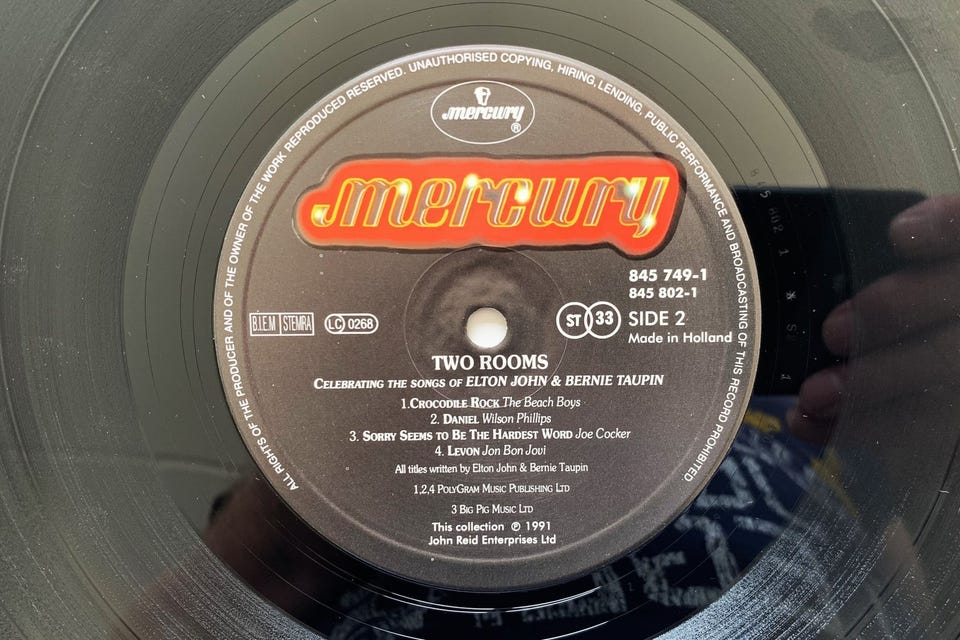 ALL RIGHTS OF THE PRODUCER AND OF THE OWNER OF THE WORK REPRODUCED RESERVED. UNAUTHORISED COPYING, HIRING, LENDING, PUBLIC PERFORMANCE AND BROADCASTING OF THIS RECORD PROHIBITED
mercury
®
mercury
845 749-1
845 802-1
B.I.E.M STEMRA
LC 0268
ST 33
SIDE 2
Made in Holland
TWO ROOMS
CELEBRATING THE SONGS OF ELTON JOHN & BERNIE TAUPIN
1.CROCODILE ROCK The Beach Boys
2. DANIEL Wilson Phillips
3. SORRY SEEMS TO BE THE HARDEST WORD Joe Cocker
4. LEVON Jon Bon Jovi
All titles written by Elton John & Bernie Taupin
1,2,4 POLYGRAM MUSIC PUBLISHING LTD
3 BIG PIG MUSIC LTD
This collection ℗ 1991
John Reid Enterprises Ltd
845 802 1